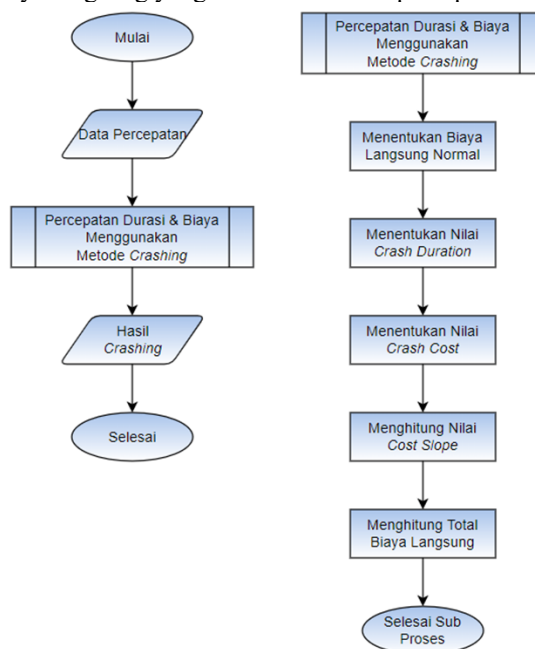 Mulai
Data Percepatan
Percepatan Durasi & Biaya
Menggunakan
Metode Crashing
Hasil
Crashing
Selesai
Percepatan Durasi & Biaya
Menggunakan
Metode Crashing
Menentukan Biaya
Langsung Normal
Menentukan Nilai
Crash Duration
Menentukan Nilai
Crash Cost
Menghitung Nilai
Cost Slope
Menghitung Total
Biaya Langsung
Selesai Sub
Proses